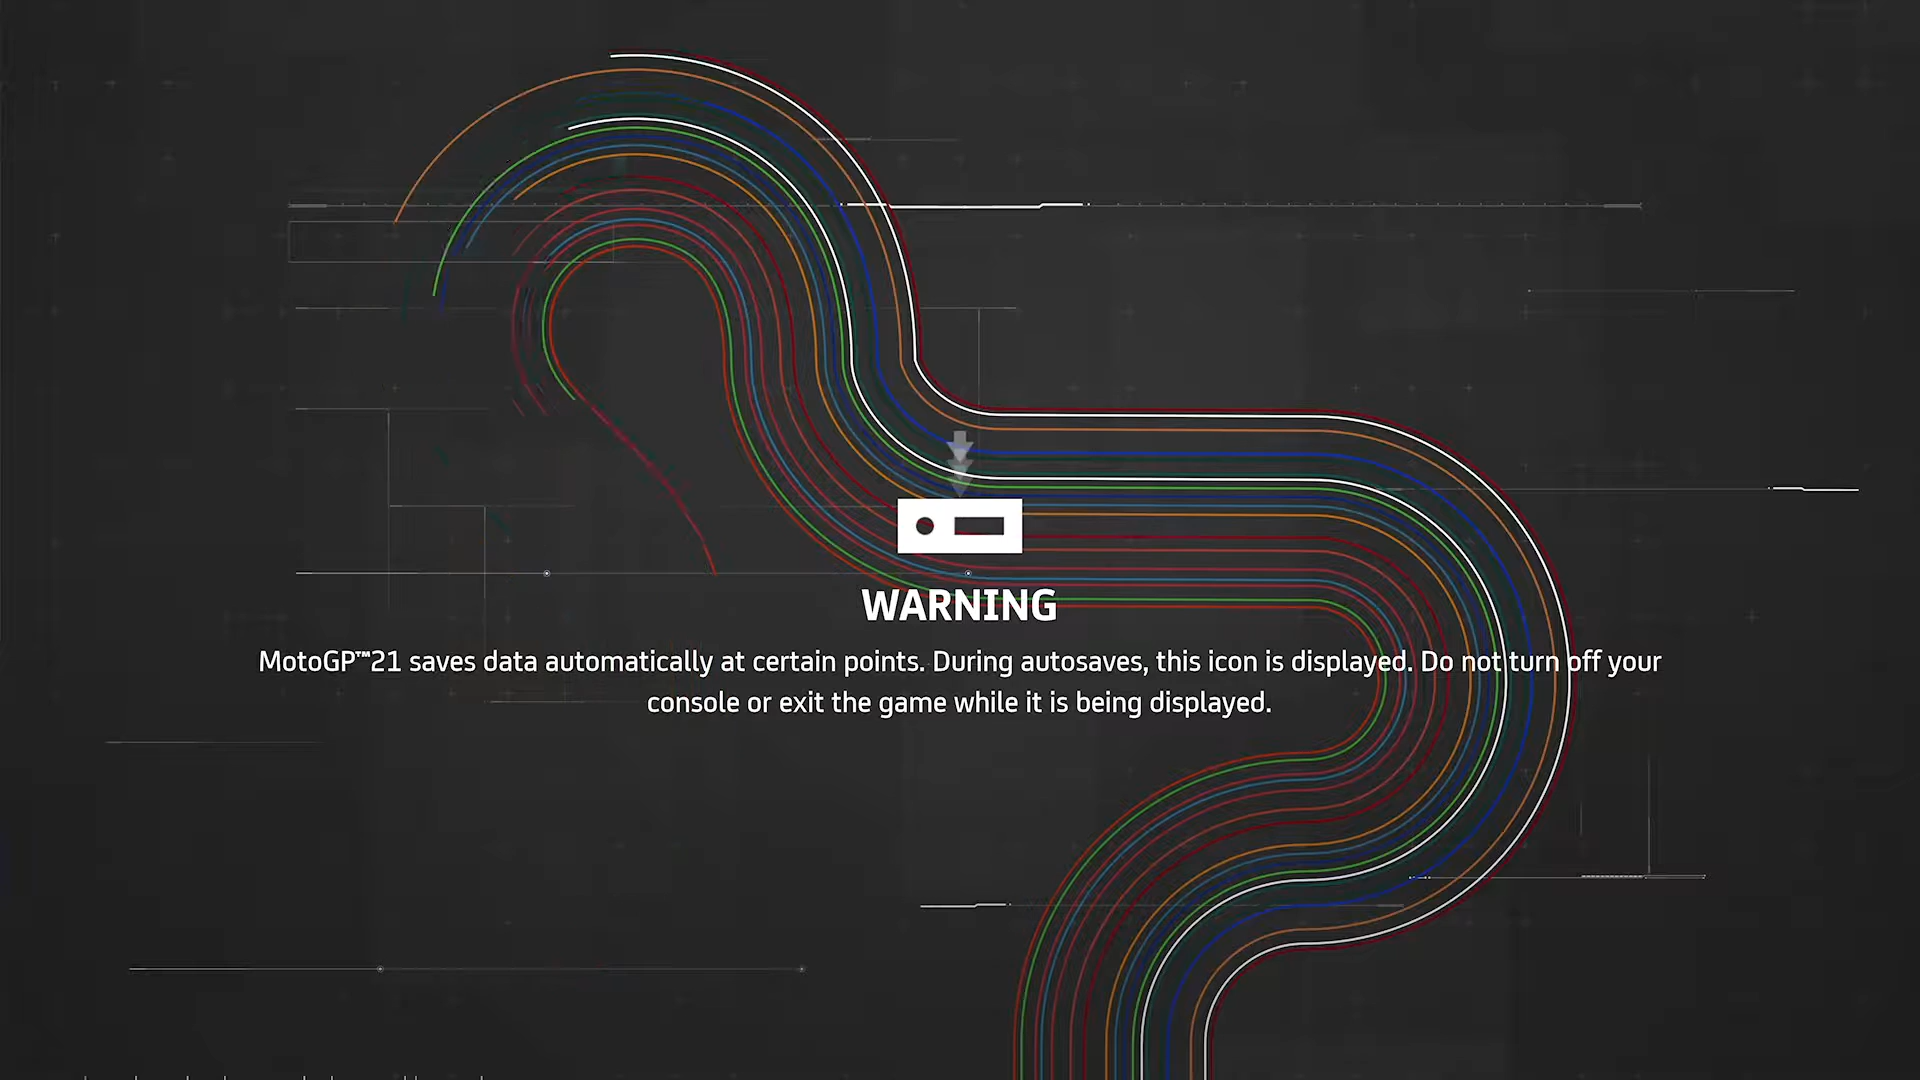 WARNING
MotoGP™21 saves data automatically at certain points. During autosaves, this icon is displayed. Do not turn off your
console or exit the game while it is being displayed.